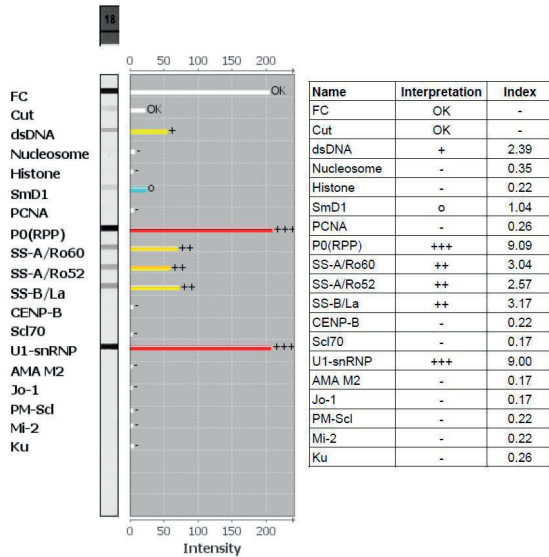 18
0 50 100 150 200
FC OK
Cut OK
dsDNA +
Nucleosome -
Histone -
SmD1 o
PCNA -
P0(RPP) +++
SS-A/Ro60 ++
SS-A/Ro52 ++
SS-B/La ++
CENP-B -
Scl70 -
U1-snRNP +++
AMA M2 -
Jo-1 -
PM-Scl -
Mi-2 -
Ku -
0 50 100 150 200
Intensity
Name Interpretation Index
FC OK -
Cut OK -
dsDNA + 2.39
Nucleosome - 0.35
Histone - 0.22
SmD1 o 1.04
PCNA - 0.26
P0(RPP) +++ 9.09
SS-A/Ro60 ++ 3.04
SS-A/Ro52 ++ 2.57
SS-B/La ++ 3.17
CENP-B - 0.22
Scl70 - 0.17
U1-snRNP +++ 9.00
AMA M2 - 0.17
Jo-1 - 0.17
PM-Scl - 0.22
Mi-2 - 0.22
Ku - 0.26